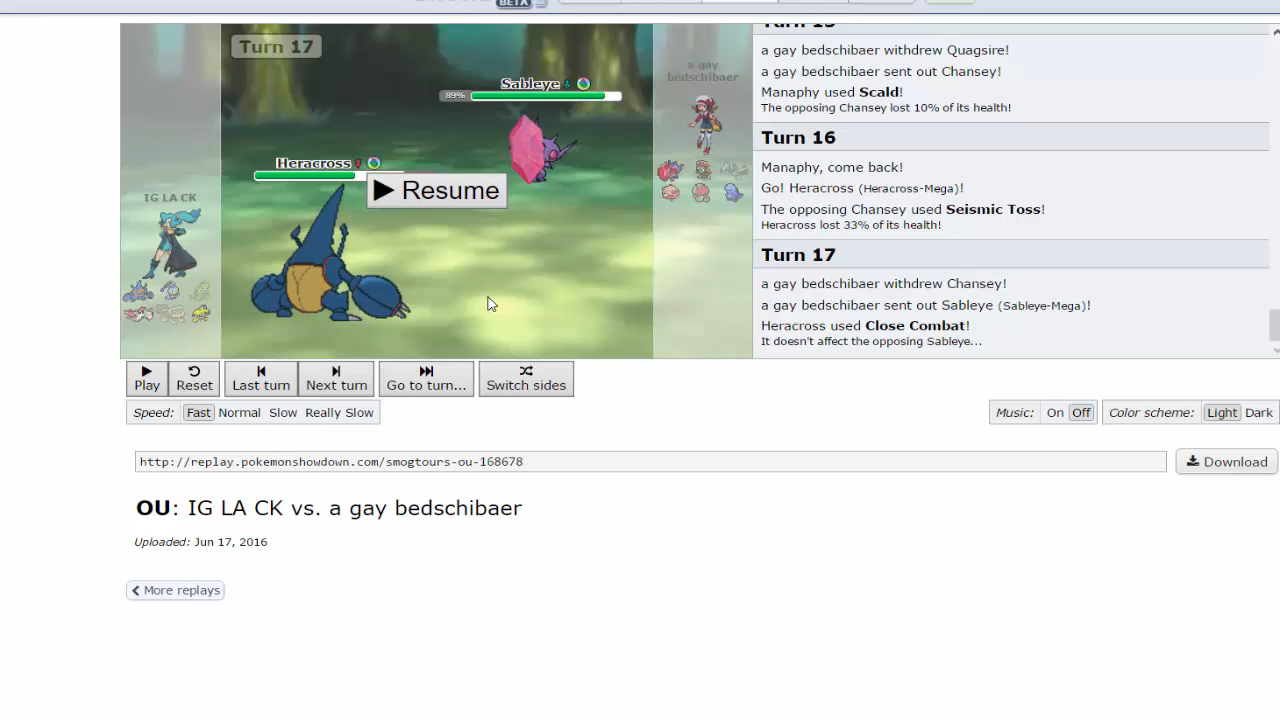 BETA
Turn 17
a gay
bedschibaer
Sableye
89%
Heracross
Resume
IG LA CK
a gay bedschibaer withdrew Quagsire!
a gay bedschibaer sent out Chansey!
Manaphy used Scald!
The opposing Chansey lost 10% of its health!
Turn 16
Manaphy, come back!
Go! Heracross (Heracross-Mega)!
The opposing Chansey used Seismic Toss!
Heracross lost 33% of its health!
Turn 17
a gay bedschibaer withdrew Chansey!
a gay bedschibaer sent out Sableye (Sableye-Mega)!
Heracross used Close Combat!
It doesn't affect the opposing Sableye...
Play Reset Last turn Next turn Go to turn... Switch sides
Speed: Fast Normal Slow Really Slow Music: On Off Color scheme: Light Dark
http://replay.pokemonshowdown.com/smogtours-ou-168678 Download
OU: IG LA CK vs. a gay bedschibaer
Uploaded: Jun 17, 2016
More replays